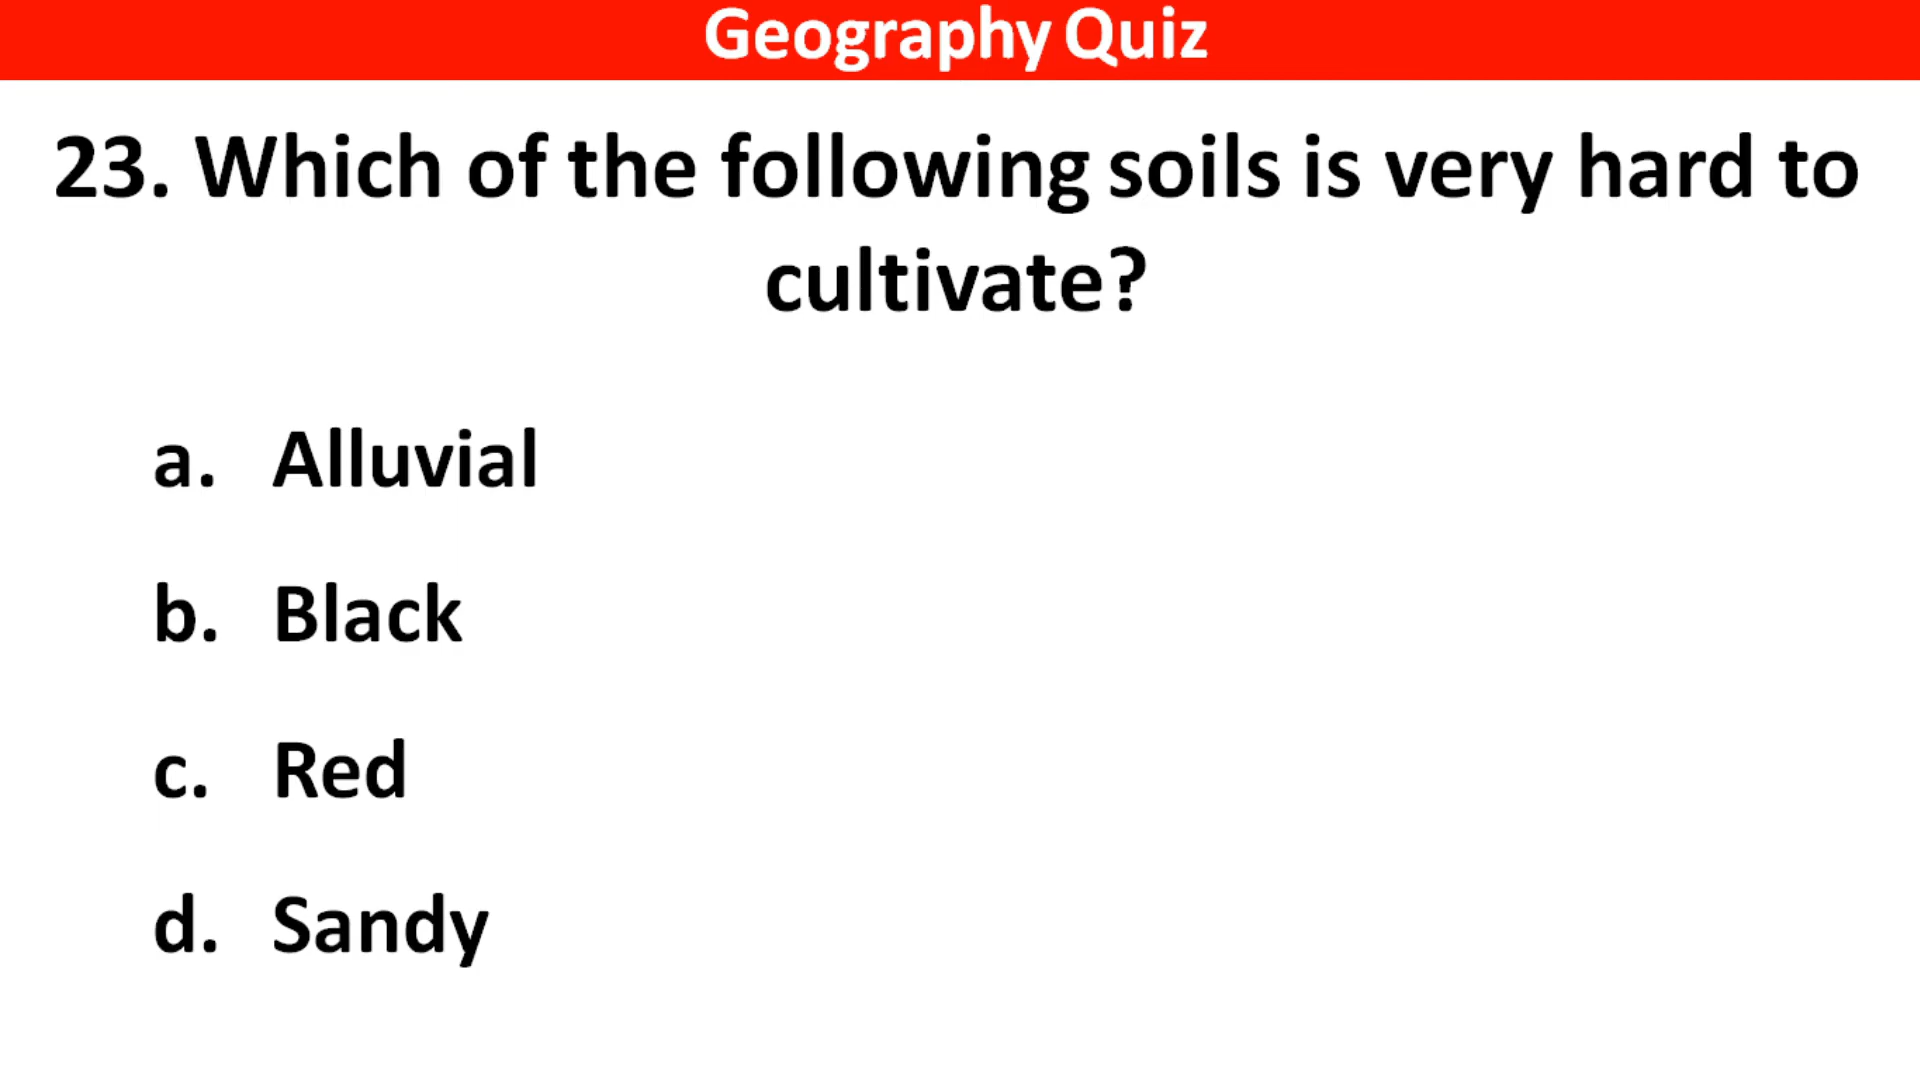 Geography Quiz
23. Which of the following soils is very hard to
cultivate?
a. Alluvial
b. Black
c. Red
d. Sandy